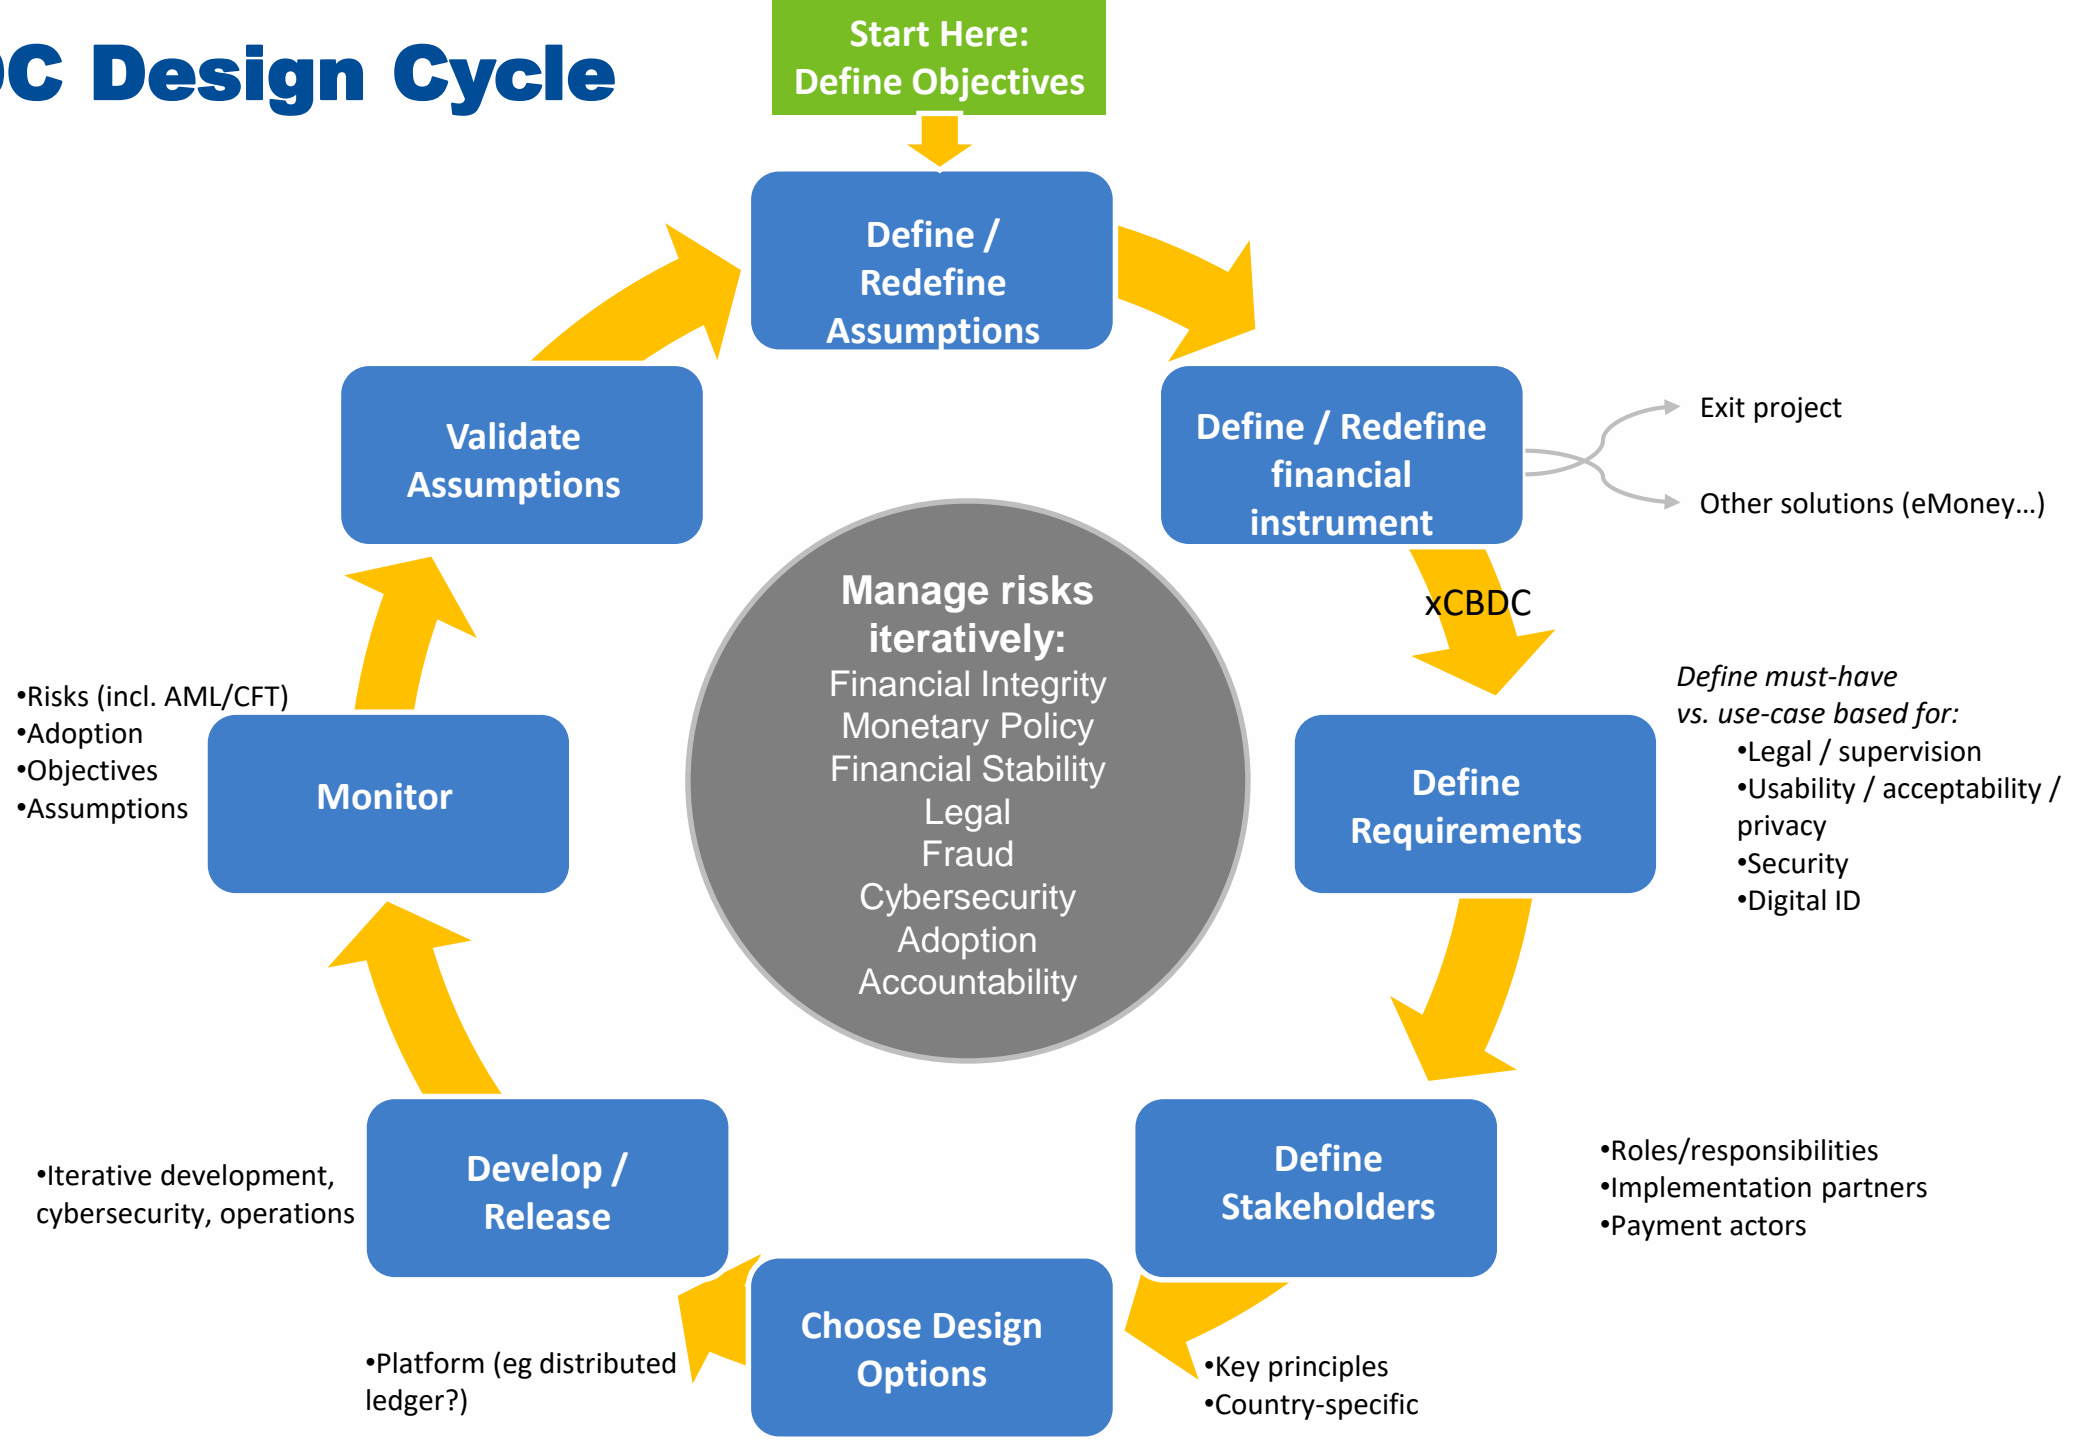 C Design Cycle
Start Here:
Define Objectives
Define /
Redefine
Assumptions
Define / Redefine
financial
instrument
Exit project
Other solutions (eMoney…)
xCBDC
Define must-have
vs. use-case based for:
•Legal / supervision
•Usability / acceptability /
privacy
•Security
•Digital ID
Define
Requirements
Define
Stakeholders
•Roles/responsibilities
•Implementation partners
•Payment actors
Choose Design
Options
•Key principles
•Country-specific
•Platform (eg distributed
ledger?)
Develop /
Release
•Iterative development,
cybersecurity, operations
Monitor
•Risks (incl. AML/CFT)
•Adoption
•Objectives
•Assumptions
Validate
Assumptions
Manage risks
iteratively:
Financial Integrity
Monetary Policy
Financial Stability
Legal
Fraud
Cybersecurity
Adoption
Accountability